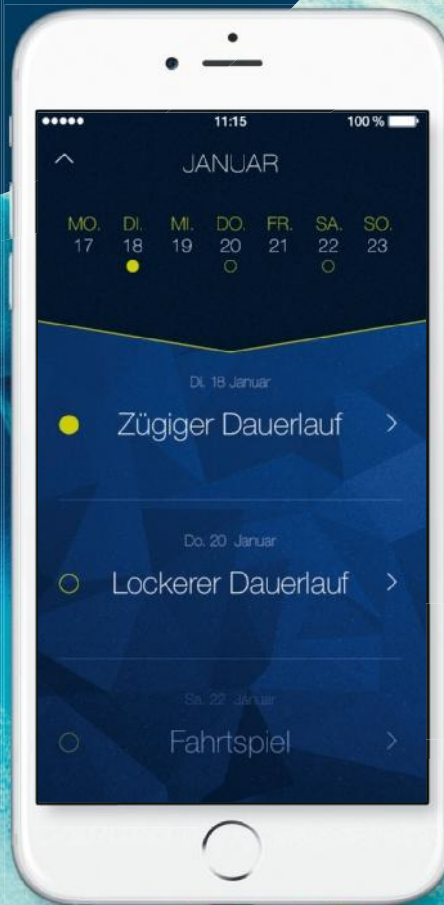 11:15
100 %
JANUAR
MO. DI. MI. DO. FR. SA. SO.
17 18 19 20 21 22 23
Di. 18 Januar
Zügiger Dauerlauf
Do. 20 Januar
Lockerer Dauerlauf
Sa. 22 Januar
Fahrtspiel